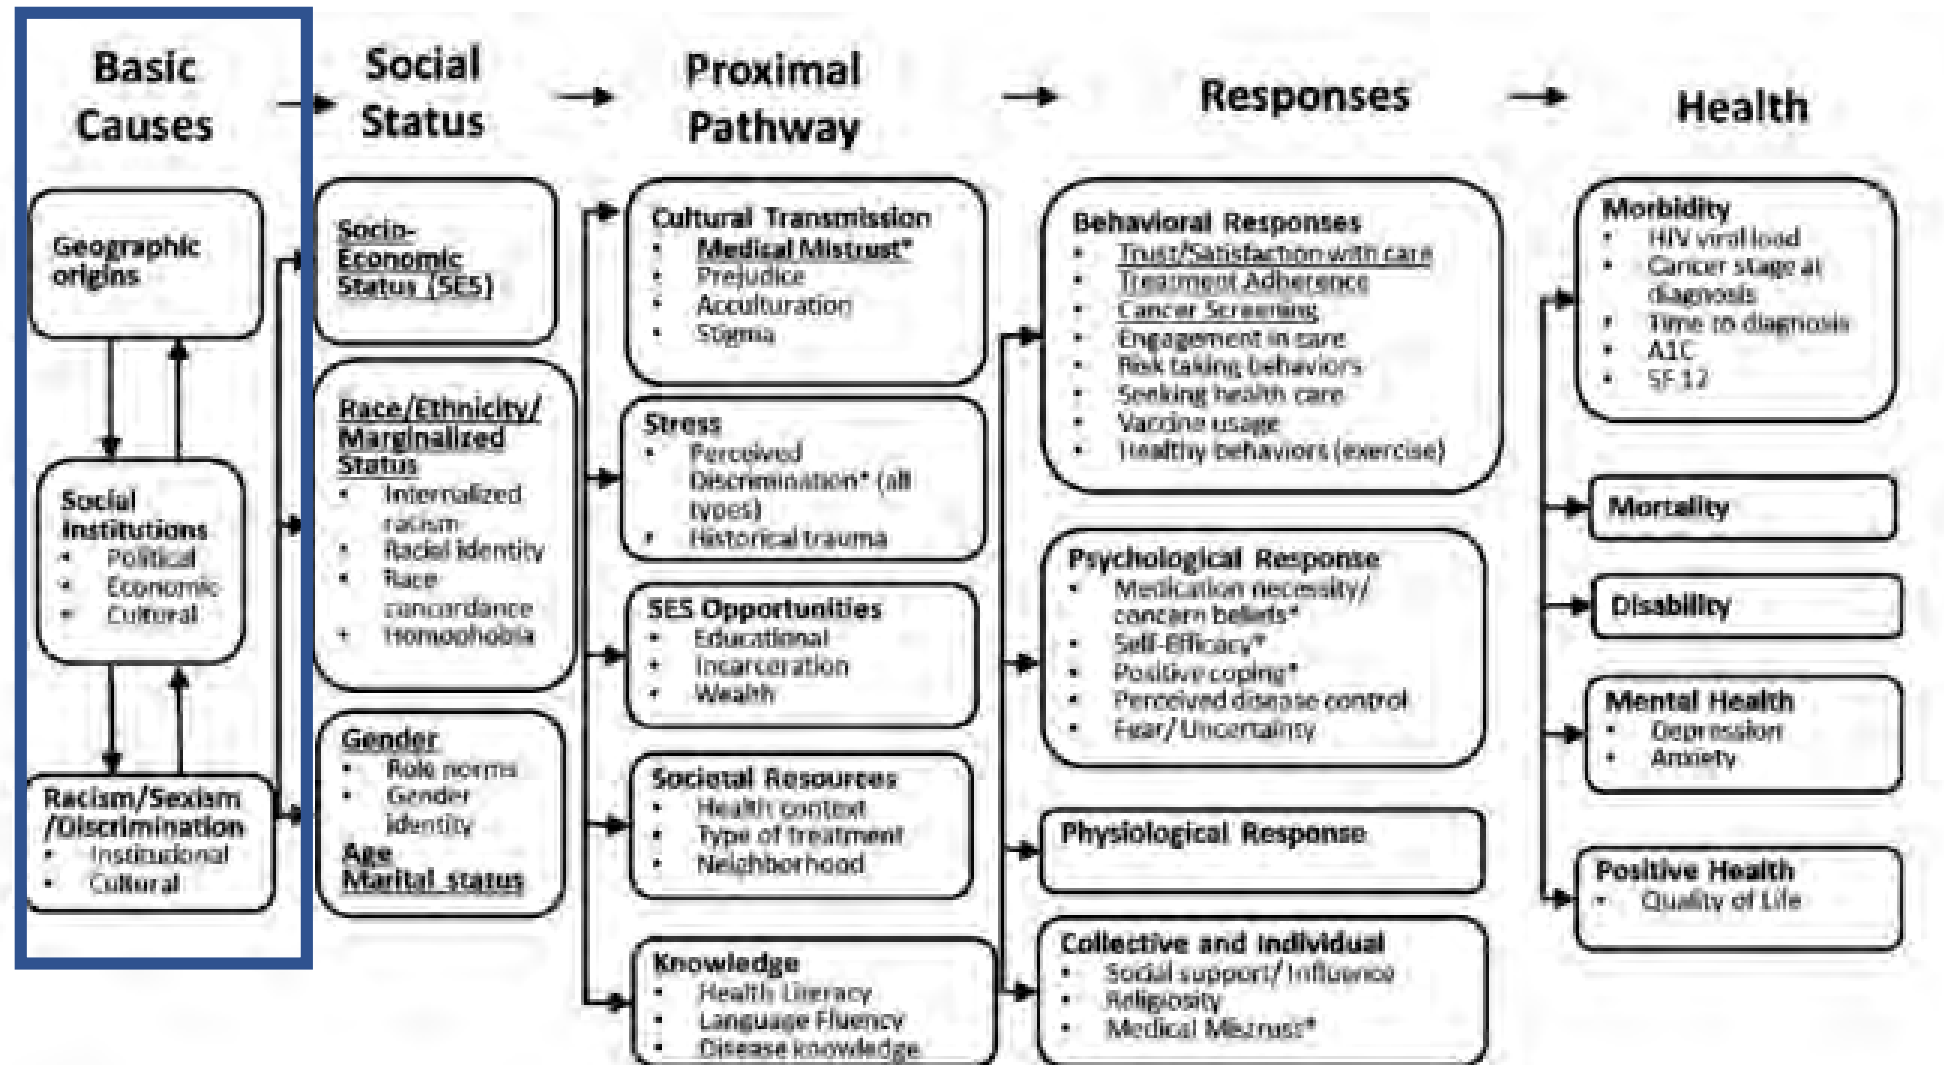 Basic
Causes
Social
Status
Proximal
Pathway
Responses
Health
Geographic
origins
Social
Institutions
• Political
• Economic
• Cultural
Racism/Sexism
/Discrimination
• Institutional
• Cultural
Socio-
Economic
Status (SES)
Race/Ethnicity/
Marginalized
Status
• Internalized
racism
• Racial identity
• Race
concordance
• Homophobia
Gender
• Role norms
• Gender
identity
Age
Marital status
Cultural Transmission
• Medical Mistrust*
• Prejudice
• Acculturation
• Stigma
Stress
• Perceived
Discrimination* (all
types)
• Historical trauma
SES Opportunities
• Educational
• Incarceration
• Wealth
Societal Resources
• Health context
• Type of treatment
• Neighborhood
Knowledge
• Health Literacy
• Language Fluency
• Disease knowledge
Behavioral Responses
• Trust/Satisfaction with care
• Treatment Adherence
• Cancer Screening
• Engagement in care
• Risk taking behaviors
• Seeking health care
• Vaccine usage
• Healthy behaviors (exercise)
Psychological Response
• Medication necessity/
concern beliefs*
• Self-Efficacy*
• Positive coping*
• Perceived disease control
• Fear/Uncertainty
Physiological Response
Collective and Individual
• Social support/Influence
• Religiosity
• Medical Mistrust*
Morbidity
• HIV viral load
• Cancer stage at
diagnosis
• Time to diagnosis
• A1C
• SF 12
Mortality
Disability
Mental Health
• Depression
• Anxiety
Positive Health
• Quality of Life